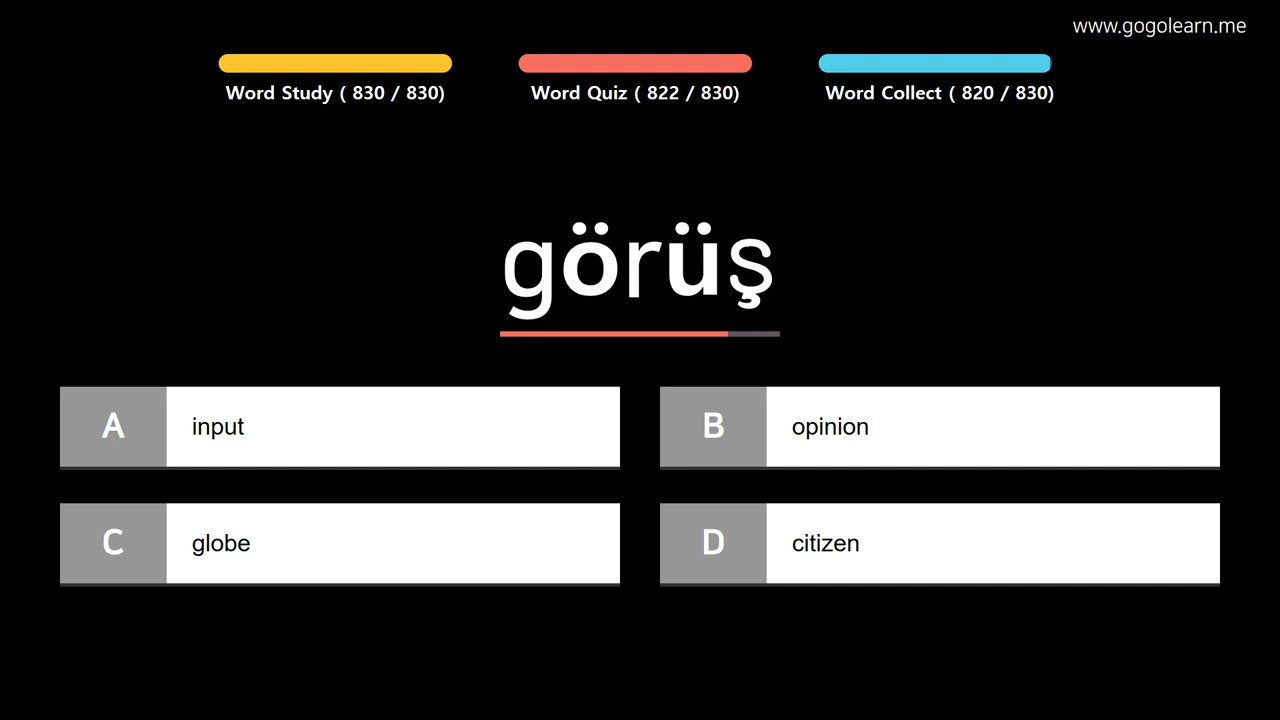 www.gogolearn.me
Word Study ( 830 / 830)
Word Quiz ( 822 / 830)
Word Collect ( 820 / 830)
görüş
A input
B opinion
C globe
D citizen